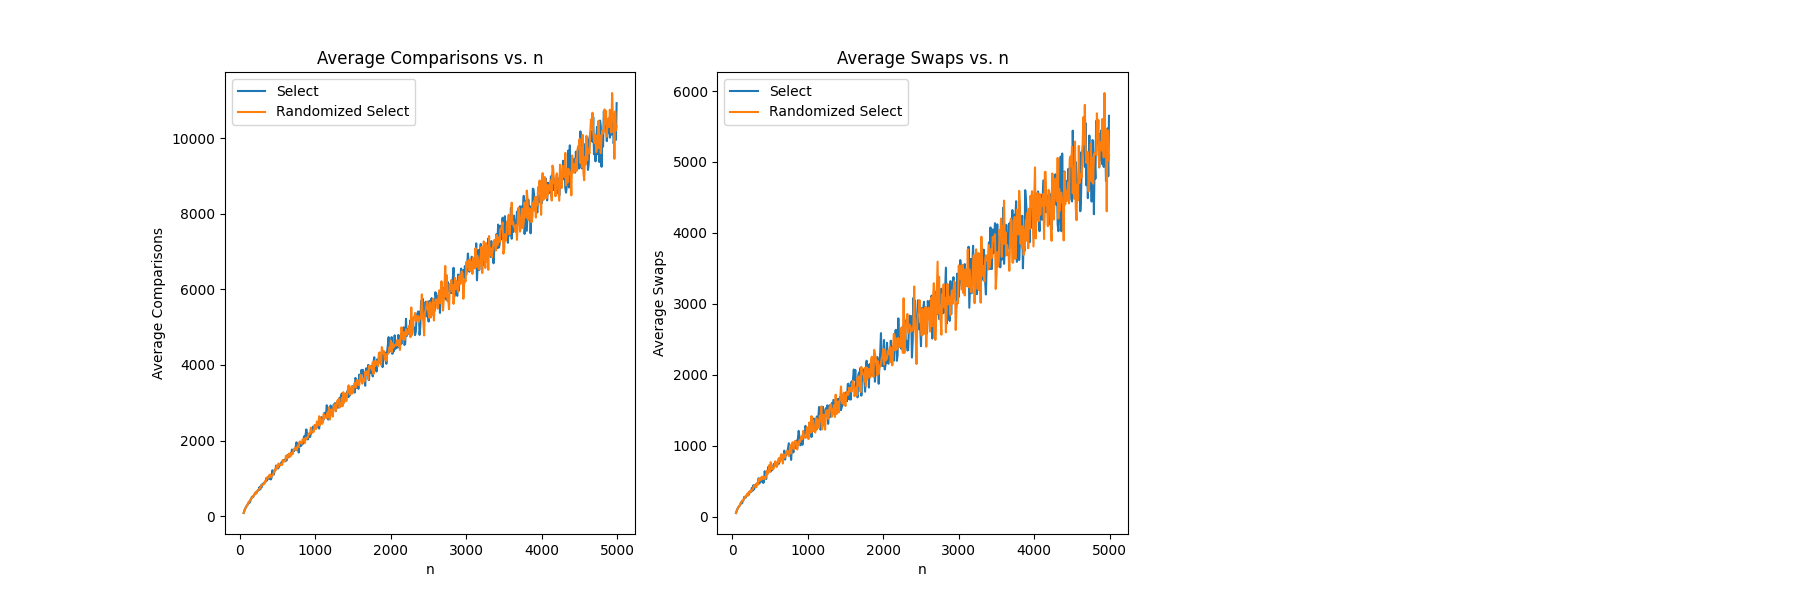 Average Comparisons vs. n
Select
Randomized Select
Average Comparisons
10000
8000
6000
4000
2000
0
0 1000 2000 3000 4000 5000
n
Average Swaps vs. n
Select
Randomized Select
Average Swaps
6000
5000
4000
3000
2000
1000
0
0 1000 2000 3000 4000 5000
n